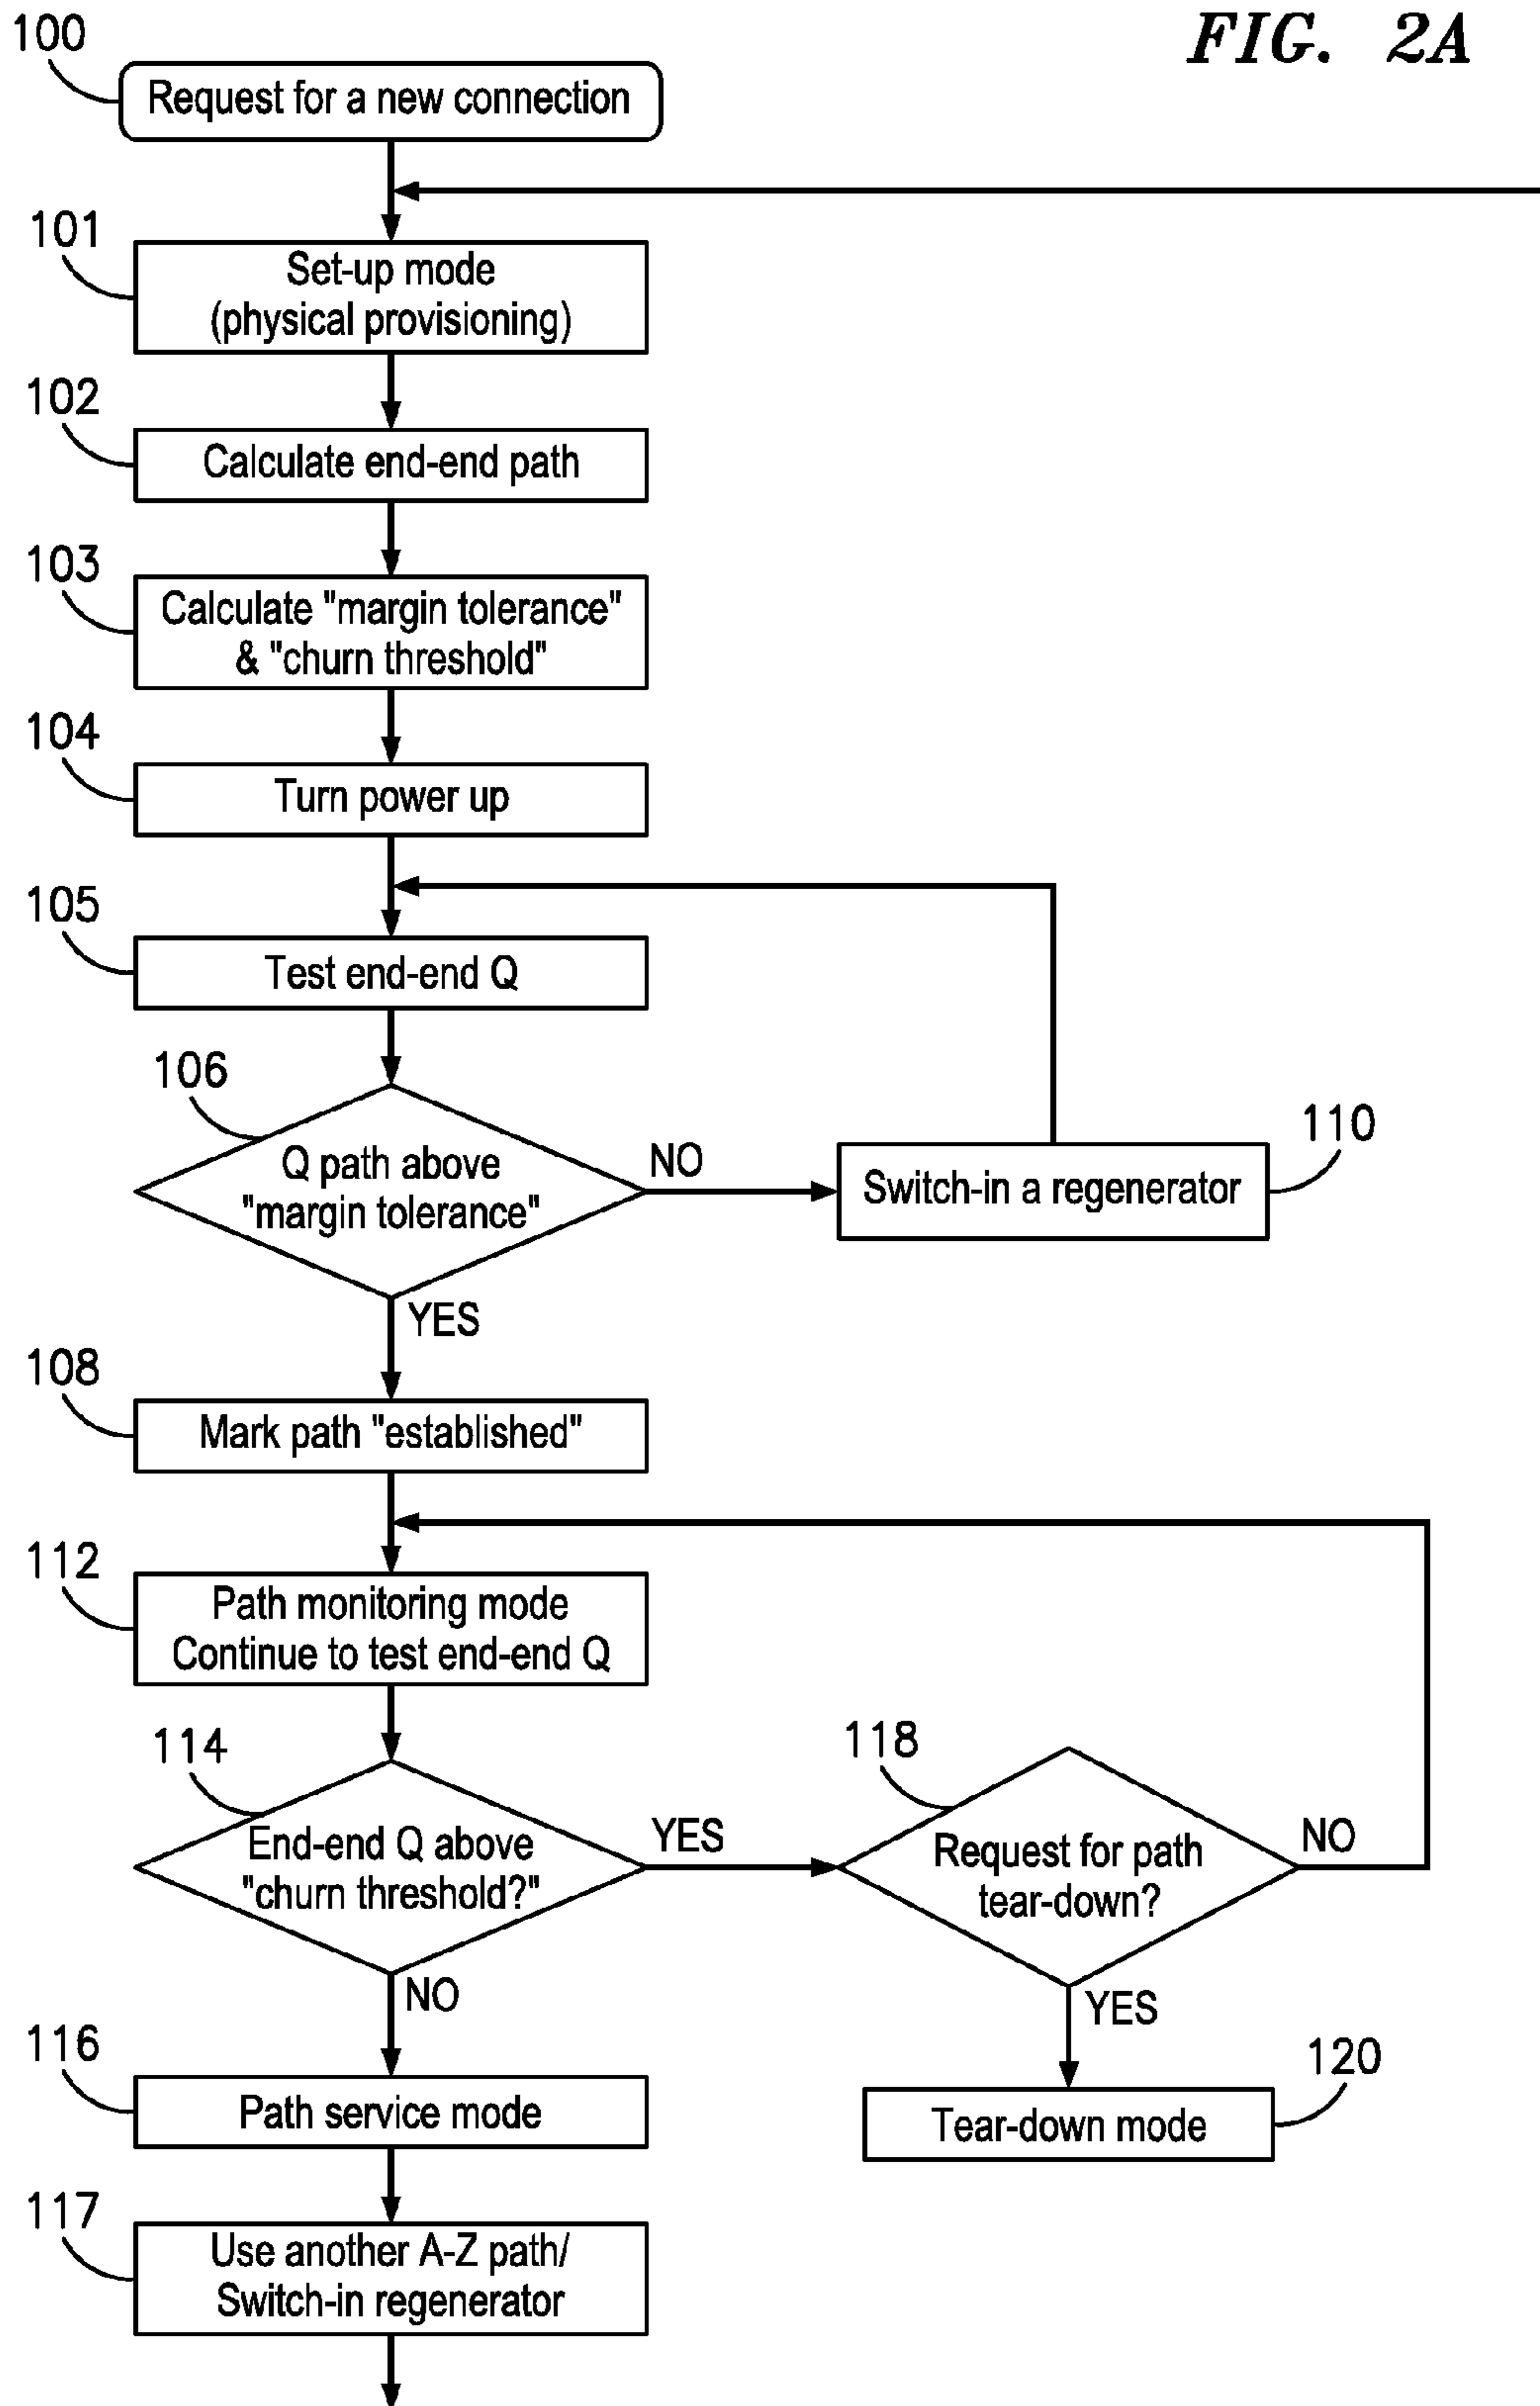 FIG. 2A
100
Request for a new connection
101
Set-up mode
(physical provisioning)
102
Calculate end-end path
103
Calculate "margin tolerance"
& "churn threshold"
104
Turn power up
105
Test end-end Q
106
Q path above
"margin tolerance"
NO
110
Switch-in a regenerator
YES
108
Mark path "established"
112
Path monitoring mode
Continue to test end-end Q
114
End-end Q above
"churn threshold?"
YES
118
Request for path
tear-down?
NO
NO
YES
116
Path service mode
120
Tear-down mode
117
Use another A-Z path/
Switch-in regenerator